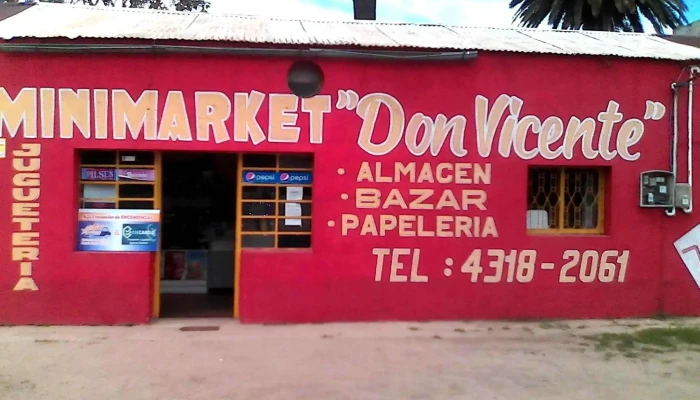 MINIMARKET "Don Vicente"
JUGUETERIA
· ALMACEN
· BAZAR
· PAPELERIA
TEL : 4318-2061
PILSEN
pepsi
pepsi